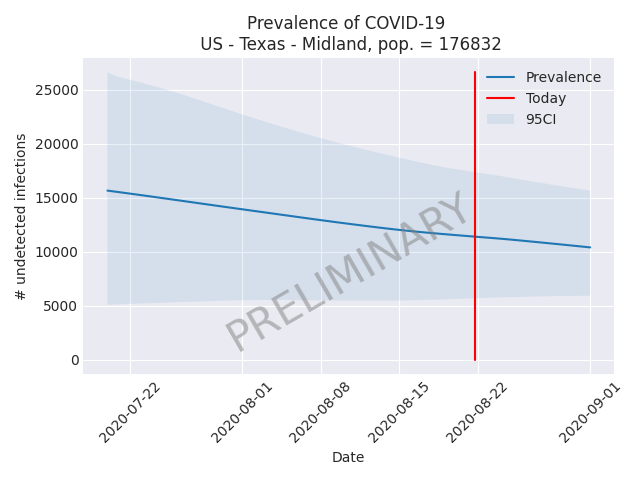 Prevalence of COVID-19
US - Texas - Midland, pop. = 176832
Prevalence
Today
95CI
25000
20000
15000
10000
5000
0
# undetected infections
PRELIMINARY
2020-07-22
2020-08-01
2020-08-08
2020-08-15
2020-08-22
2020-09-01
Date